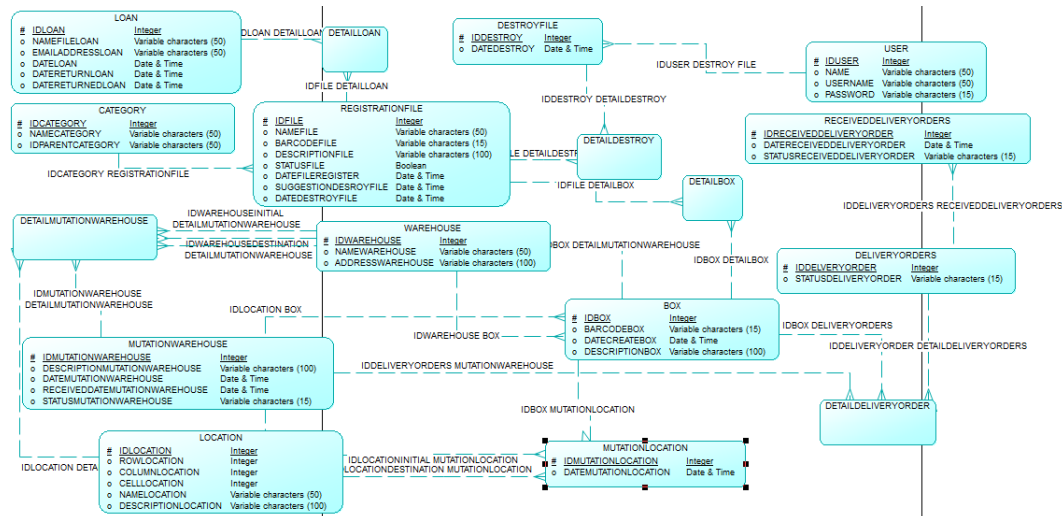 LOAN
# IDLOAN Integer
o NAMEFILELOAN Variable characters (50)
o EMAILADDRESSLOAN Variable characters (50)
o DATELOAN Date & Time
o DATERETURNLOAN Date & Time
o DATERETURNEDLOAN Date & Time
DLOAN DETAILLOAN
DETAILLOAN
IDFILE DETAILLOAN
DESTROYFILE
# IDDESTROY Integer
o DATEDESTROY Date & Time
IDUSER DESTROY FILE
USER
# IDUSER Integer
o NAME Variable characters (50)
o USERNAME Variable characters (50)
o PASSWORD Variable characters (15)
CATEGORY
# IDCATEGORY Integer
o NAMECATEGORY Variable characters (50)
o IDPARENTCATEGORY Variable characters (50)
IDCATEGORY REGISTRATIONFILE
REGISTRATIONFILE
# IDFILE Integer
o NAMEFILE Variable characters (50)
o BARCODEFILE Variable characters (15)
o DESCRIPTIONFILE Variable characters (100)
o STATUSFILE Boolean
o DATEFILEREGISTER Date & Time
o SUGGESTIONDESROYFILE Date & Time
o DATEDESTROYFILE Date & Time
IDDESTROY DETAILDESTROY
DETAILDESTROY
LE DETAILDEST
IDFILE DETAILBOX
DETAILBOX
RECEIVEDDELIVERYORDERS
# IDRECEIVEDDELIVERYORDER Integer
o DATERECEIVEDDELIVERYORDER Date & Time
o STATUSRECEIVEDDELIVERYORDER Variable characters (15)
IDDELIVERYORDERS RECEIVEDDELIVERYORDERS
DETAILMUTATIONWAREHOUSE
IDWAREHOUSEINITIAL
DETAILMUTATIONWAREHOUSE
IDWAREHOUSEDESTINATION
DETAILMUTATIONWAREHOUSE
WAREHOUSE
# IDWAREHOUSE Integer
o NAMEWAREHOUSE Variable characters (50)
o ADDRESSWAREHOUSE Variable characters (100)
DBOX DETAILMUTATIONWAREHOUSE
IDBOX DETAILBOX
DELIVERYORDERS
# IDDELVERYORDER Integer
o STATUSDELIVERYORDER Variable characters (15)
IDMUTATIONWAREHOUSE
DETAILMUTATIONWAREHOUSE
IDLOCATION BOX
IDWAREHOUSE BOX
BOX
# IDBOX Integer
o BARCODEBOX Variable characters (15)
o DATECREATEBOX Date & Time
o DESCRIPTIONBOX Variable characters (100)
IDBOX DELIVERYORDERS
IDDELIVERYORDER DETAILDELIVERYORDERS
MUTATIONWAREHOUSE
# IDMUTATIONWAREHOUSE Integer
o DESCRIPTIONMUTATIONWAREHOUSE Variable characters (100)
o DATEMUTATIONWAREHOUSE Date & Time
o RECEIVEDDATEMUTATIONWAREHOUSE Date & Time
o STATUSMUTATIONWAREHOUSE Variable characters (15)
IDDELIVERYORDERS MUTATIONWAREHOUSE
DETAILDELIVERYORDER
IDBOX MUTATIONLOCATION
LOCATION
# IDLOCATION Integer
o ROWLOCATION Integer
o COLUMNLOCATION Integer
o CELLLOCATION Integer
o NAMELOCATION Variable characters (50)
o DESCRIPTIONLOCATION Variable characters (100)
IDLOCATION DETA
IDLOCATIONINITIAL MUTATIONLOCATION
LOCATIONDESTINATION MUTATIONLOCATION
MUTATIONLOCATION
# IDMUTATIONLOCATION Integer
o DATEMUTATIONLOCATION Date & Time